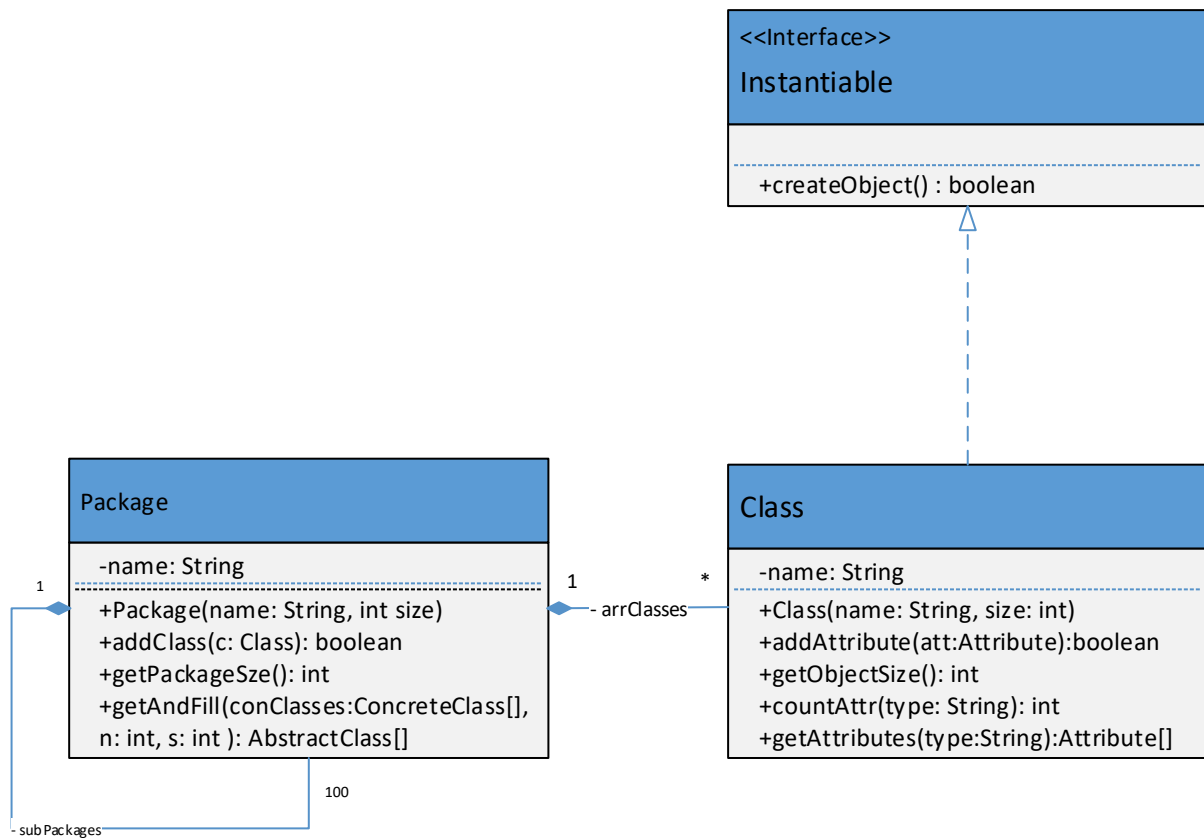 <<Interface>>
Instantiable
+createObject() : boolean
Package
-name: String
+Package(name: String, int size)
+addClass(c: Class): boolean
+getPackageSze(): int
+getAndFill(conClasses:ConcreteClass[],
n: int, s: int ): AbstractClass[]
1
1
*
- arrClasses
Class
-name: String
+Class(name: String, size: int)
+addAttribute(att:Attribute):boolean
+getObjectSize(): int
+countAttr(type: String): int
+getAttributes(type:String):Attribute[]
100
- subPackages